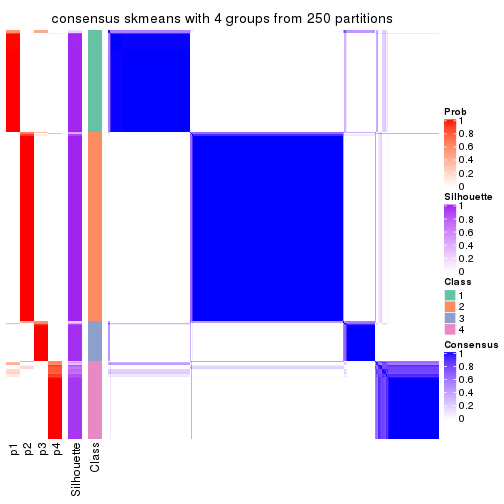 consensus skmeans with 4 groups from 250 partitions
Prob
1
0.8
0.6
0.4
0.2
0
Silhouette
1
0.8
0.6
0.4
0.2
0
Class
1
2
3
4
Consensus
1
0.8
0.6
0.4
0.2
0
p1
p2
p3
p4
Silhouette
Class